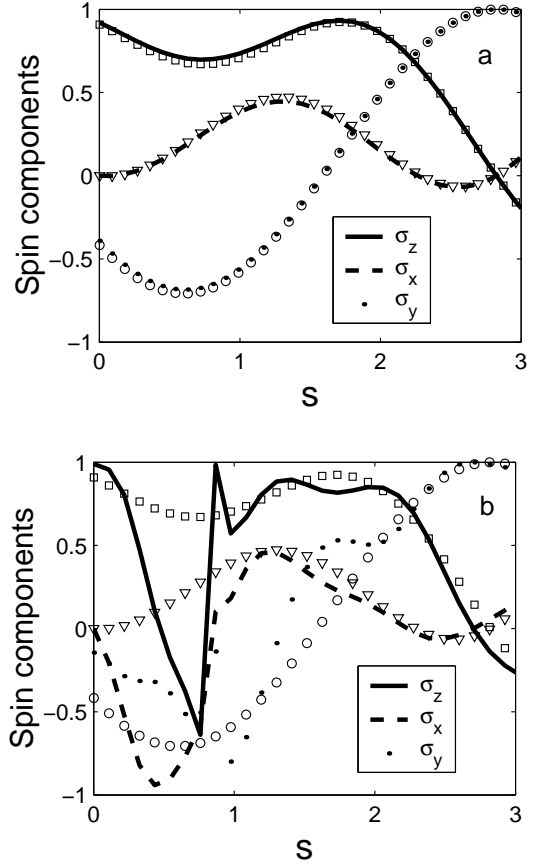 1
0.5
0
−0.5
−1
Spin components
a
σz
σx
σy
0 1 2 3
s
1
0.5
0
−0.5
−1
Spin components
b
σz
σx
σy
0 1 2 3
s